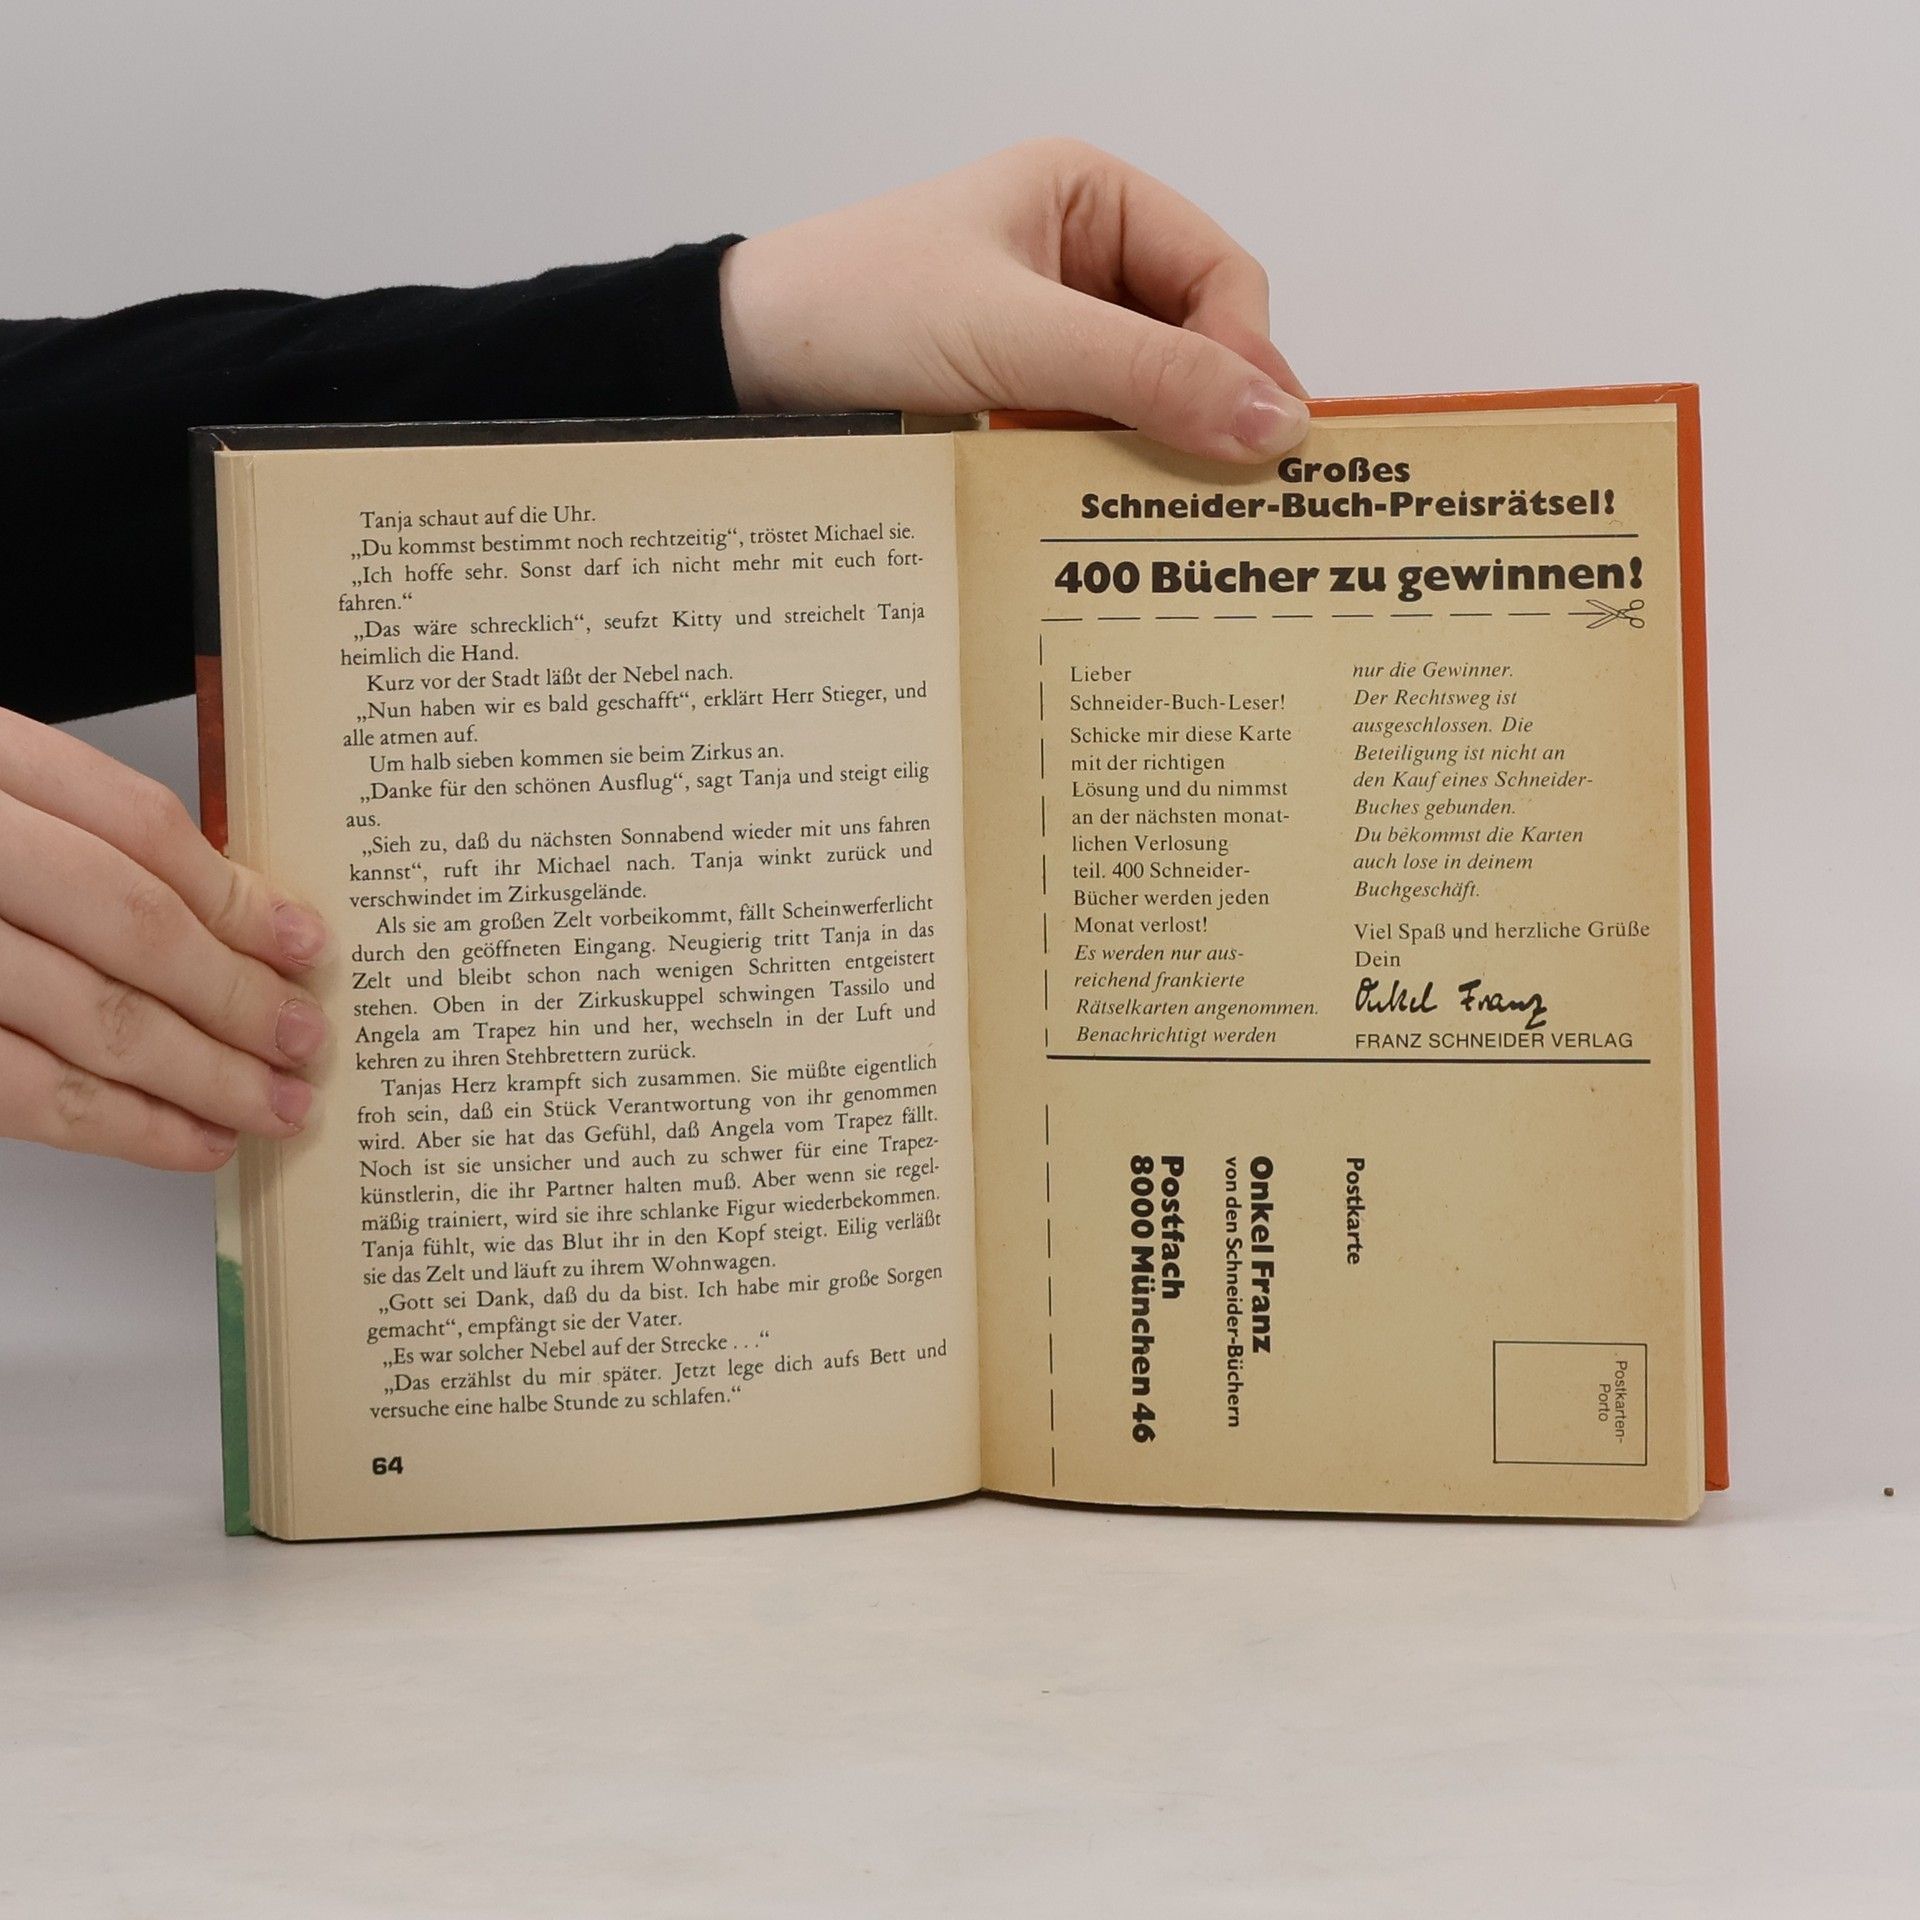 Tanja schaut auf die Uhr.
„Du kommst bestimmt noch rechtzeitig“, tröstet Michael sie.
„Ich hoffe sehr. Sonst darf ich nicht mehr mit euch fort-
fahren.“
„Das wäre schrecklich“, seufzt Kitty und streichelt Tanja
heimlich die Hand.
Kurz vor der Stadt läßt der Nebel nach.
„Nun haben wir es bald geschafft“, erklärt Herr Stieger, und
alle atmen auf.
Um halb sieben kommen sie beim Zirkus an.
„Danke für den schönen Ausflug“, sagt Tanja und steigt eilig
aus.
„Sieh zu, daß du nächsten Sonnabend wieder mit uns fahren
kannst“, ruft ihr Michael nach. Tanja winkt zurück und
verschwindet im Zirkusgelände.
Als sie am großen Zelt vorbeikommt, fällt Scheinwerferlicht
durch den geöffneten Eingang. Neugierig tritt Tanja in das
Zelt und bleibt schon nach wenigen Schritten entgeistert
stehen. Oben in der Zirkuskuppel schwingen Tassilo und
Angela am Trapez hin und her, wechseln in der Luft und
kehren zu ihren Stehbrettern zurück.
Tanjas Herz krampft sich zusammen. Sie müßte eigentlich
froh sein, daß ein Stück Verantwortung von ihr genommen
wird. Aber sie hat das Gefühl, daß Angela vom Trapez fällt.
Noch ist sie unsicher und auch zu schwer für eine Trapez-
künstlerin, die ihr Partner halten muß. Aber wenn sie regel-
mäßig trainiert, wird sie ihre schlanke Figur wiederbekommen.
Tanja fühlt, wie das Blut ihr in den Kopf steigt. Eilig verläßt
sie das Zelt und läuft zu ihrem Wohnwagen.
„Gott sei Dank, daß du da bist. Ich habe mir große Sorgen
gemacht“, empfängt sie der Vater.
„Es war solcher Nebel auf der Strecke . . .“
„Das erzählst du mir später. Jetzt lege dich aufs Bett und
versuche eine halbe Stunde zu schlafen.“
64
Großes
Schneider-Buch-Preisrätsel!
400 Bücher zu gewinnen!
Lieber
Schneider-Buch-Leser!
Schicke mir diese Karte
mit der richtigen
Lösung und du nimmst
an der nächsten monat-
lichen Verlosung
teil. 400 Schneider-
Bücher werden jeden
Monat verlost!
Es werden nur aus-
reichend frankierte
Rätselkarten angenommen.
Benachrichtigt werden
nur die Gewinner.
Der Rechtsweg ist
ausgeschlossen. Die
Beteiligung ist nicht an
den Kauf eines Schneider-
Buches gebunden.
Du bekommst die Karten
auch lose in deinem
Buchgeschäft.
Viel Spaß und herzliche Grüße
Dein
Onkel Franz
FRANZ SCHNEIDER VERLAG
Postkarten-
Porto
Postkarte
Onkel Franz
von den Schneider-Büchern
Postfach
8000 München 46